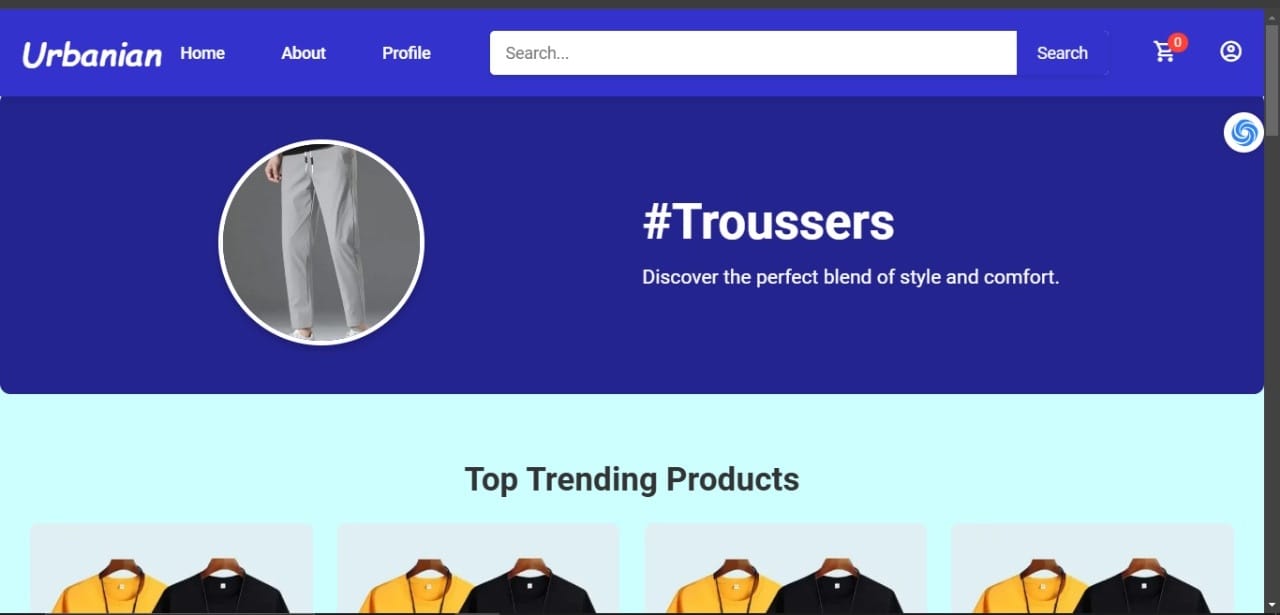 Urbanian Home About Profile Search... Search 0
#Troussers
Discover the perfect blend of style and comfort.
Top Trending Products